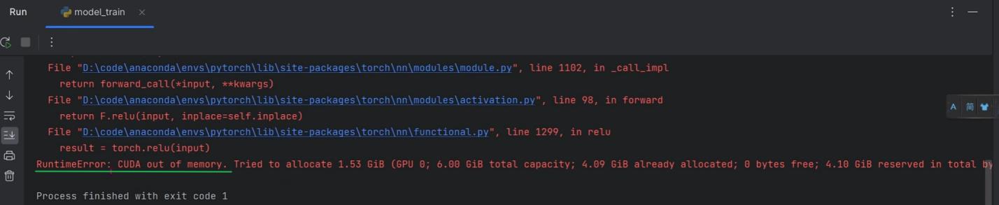 Run model_train
File "D:\code\anaconda\envs\pytorch\lib\site-packages\torch\nn\modules\module.py", line 1102, in _call_impl
return forward_call(*input, **kwargs)
File "D:\code\anaconda\envs\pytorch\lib\site-packages\torch\nn\modules\activation.py", line 98, in forward
return F.relu(input, inplace=self.inplace)
File "D:\code\anaconda\envs\pytorch\lib\site-packages\torch\nn\functional.py", line 1299, in relu
result = torch.relu(input)
RuntimeError: CUDA out of memory. Tried to allocate 1.53 GiB (GPU 0; 6.00 GiB total capacity; 4.09 GiB already allocated; 0 bytes free; 4.10 GiB reserved in total by
Process finished with exit code 1
A 简